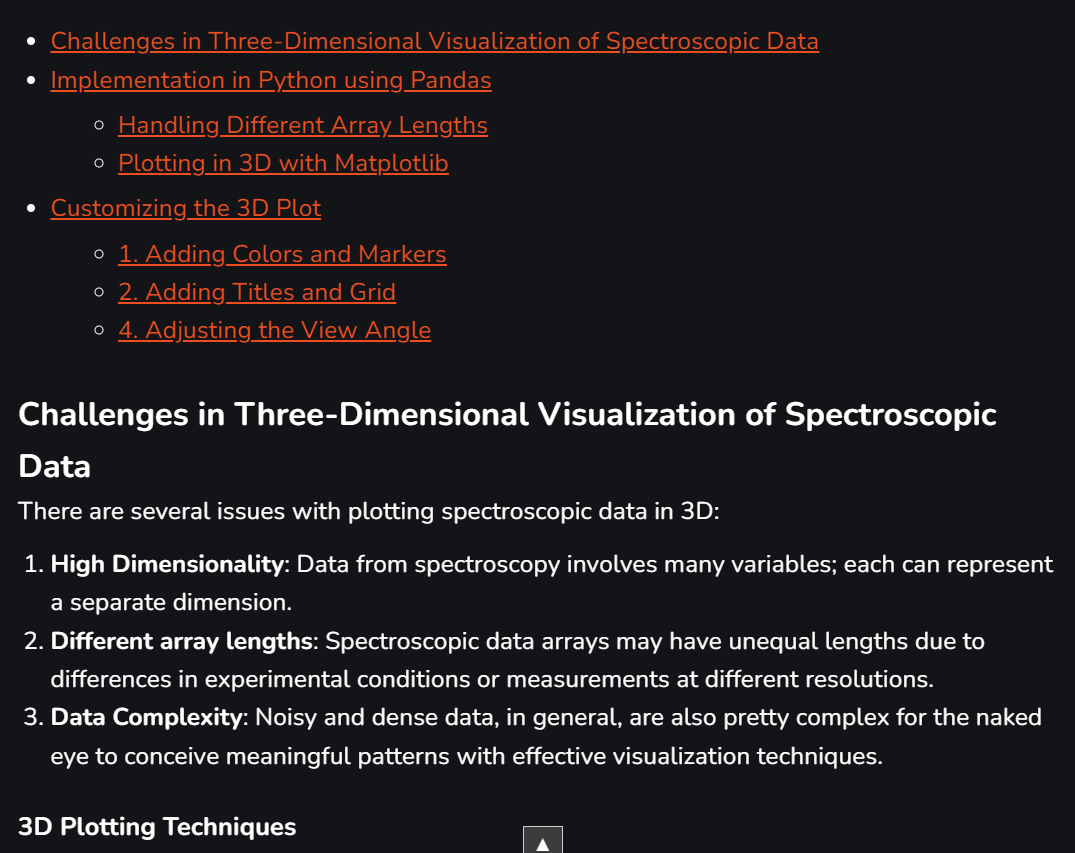 Challenges in Three-Dimensional Visualization of Spectroscopic Data
Implementation in Python using Pandas
Handling Different Array Lengths
Plotting in 3D with Matplotlib
Customizing the 3D Plot
1. Adding Colors and Markers
2. Adding Titles and Grid
4. Adjusting the View Angle
Challenges in Three-Dimensional Visualization of Spectroscopic
Data
There are several issues with plotting spectroscopic data in 3D:
1. High Dimensionality: Data from spectroscopy involves many variables; each can represent
a separate dimension.
2. Different array lengths: Spectroscopic data arrays may have unequal lengths due to
differences in experimental conditions or measurements at different resolutions.
3. Data Complexity: Noisy and dense data, in general, are also pretty complex for the naked
eye to conceive meaningful patterns with effective visualization techniques.
3D Plotting Techniques